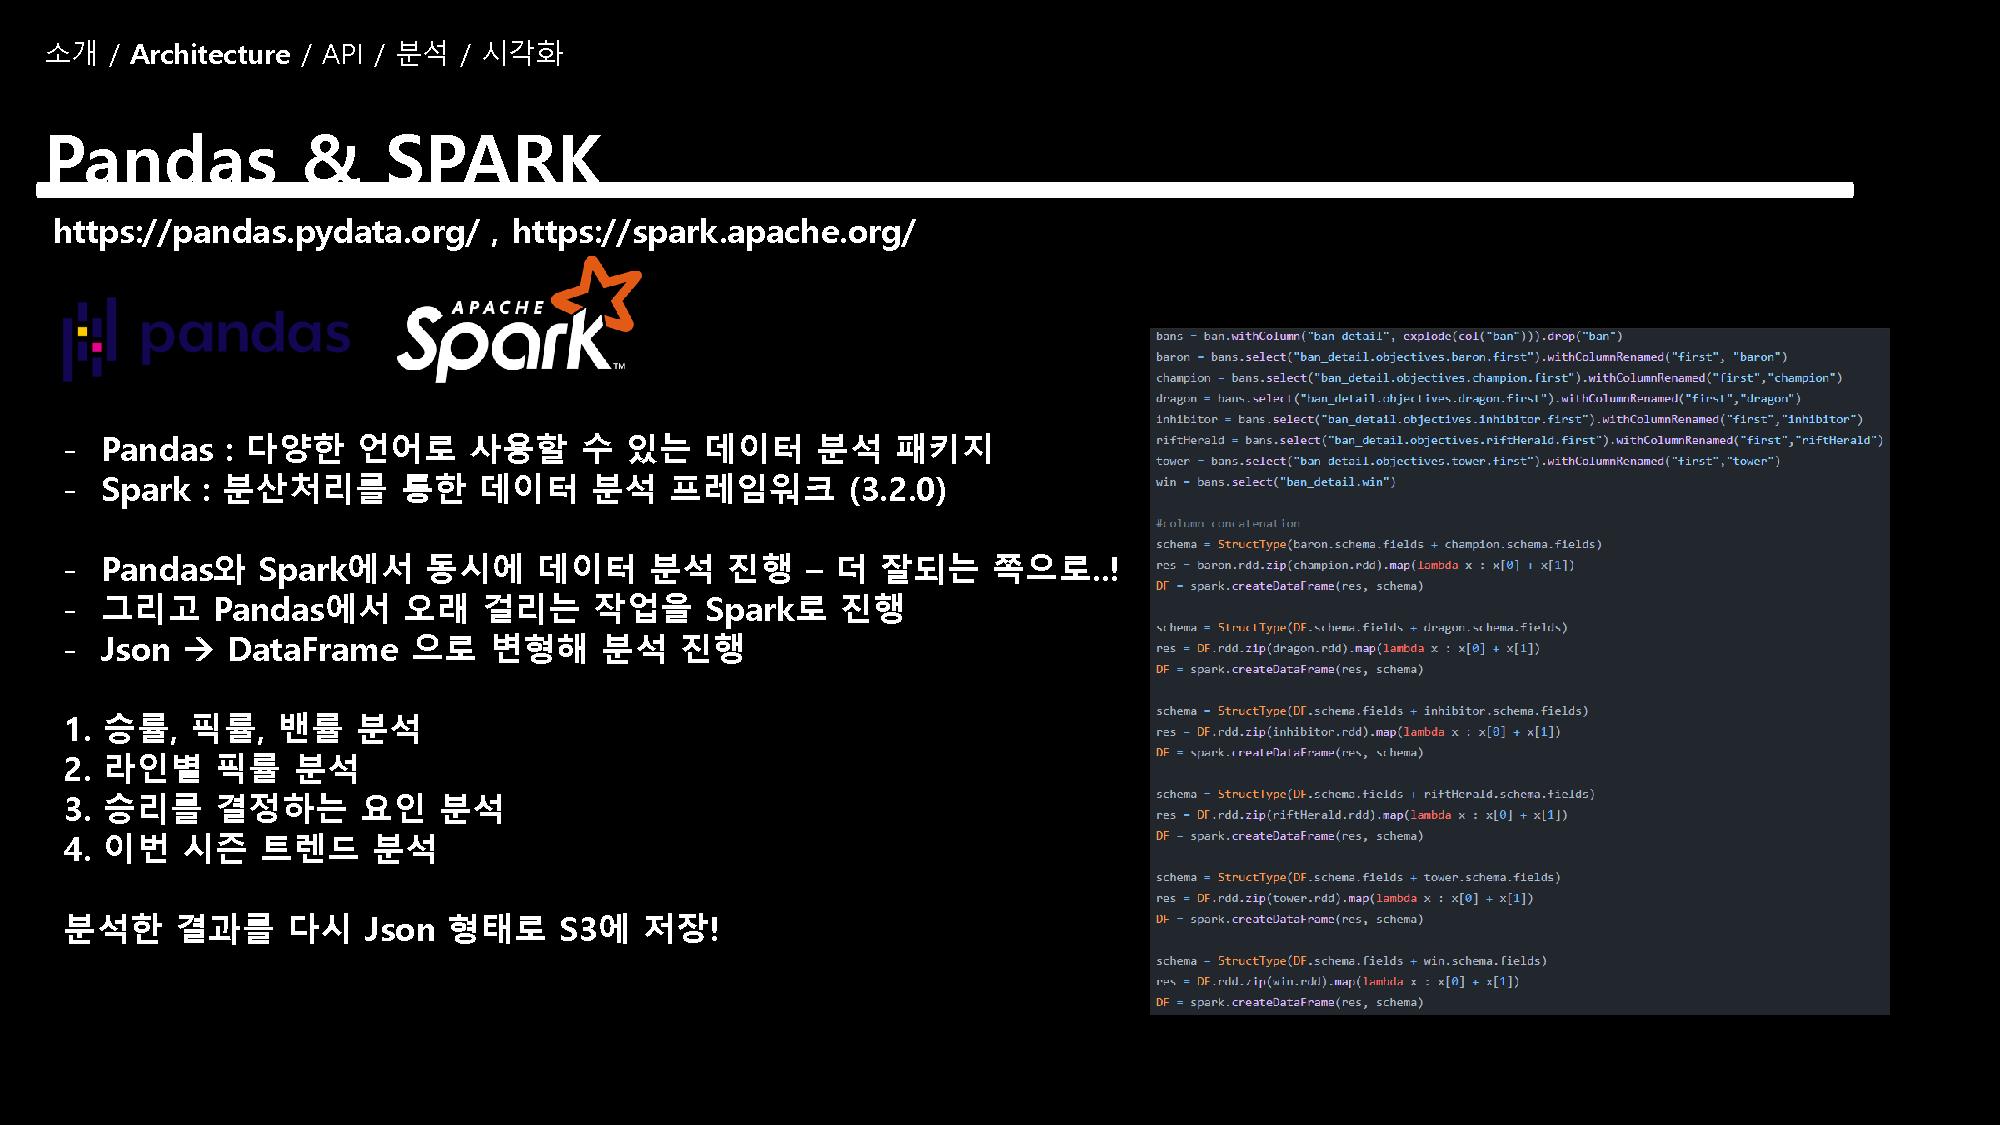 소개 / Architecture / API / 분석 / 시각화
Pandas & SPARK
https://pandas.pydata.org/ , https://spark.apache.org/
pandas
APACHE
Spark™
- Pandas : 다양한 언어로 사용할 수 있는 데이터 분석 패키지
- Spark : 분산처리를 통한 데이터 분석 프레임워크 (3.2.0)
- Pandas와 Spark에서 동시에 데이터 분석 진행 – 더 잘되는 쪽으로..!
- 그리고 Pandas에서 오래 걸리는 작업을 Spark로 진행
- Json → DataFrame 으로 변형해 분석 진행
1. 승률, 픽률, 밴률 분석
2. 라인별 픽률 분석
3. 승리를 결정하는 요인 분석
4. 이번 시즌 트렌드 분석
분석한 결과를 다시 Json 형태로 S3에 저장!
bans = ban.withColumn("ban_detail", explode(col("ban"))).drop("ban")
baron = bans.select("ban_detail.objectives.baron.first").withColumnRenamed("first", "baron")
champion = bans.select("ban_detail.objectives.champion.first").withColumnRenamed("first","champion")
dragon = bans.select("ban_detail.objectives.dragon.first").withColumnRenamed("first","dragon")
inhibitor = bans.select("ban_detail.objectives.inhibitor.first").withColumnRenamed("first","inhibitor")
riftHerald = bans.select("ban_detail.objectives.riftHerald.first").withColumnRenamed("first","riftHerald")
tower = bans.select("ban_detail.objectives.tower.first").withColumnRenamed("first","tower")
win = bans.select("ban_detail.win")
#column concatenation
schema = StructType(baron.schema.fields + champion.schema.fields)
res = baron.rdd.zip(champion.rdd).map(lambda x : x[0] + x[1])
DF = spark.createDataFrame(res, schema)
schema = StructType(DF.schema.fields + dragon.schema.fields)
res = DF.rdd.zip(dragon.rdd).map(lambda x : x[0] + x[1])
DF = spark.createDataFrame(res, schema)
schema = StructType(DF.schema.fields + inhibitor.schema.fields)
res = DF.rdd.zip(inhibitor.rdd).map(lambda x : x[0] + x[1])
DF = spark.createDataFrame(res, schema)
schema = StructType(DF.schema.fields + riftHerald.schema.fields)
res = DF.rdd.zip(riftHerald.rdd).map(lambda x : x[0] + x[1])
DF = spark.createDataFrame(res, schema)
schema = StructType(DF.schema.fields + tower.schema.fields)
res = DF.rdd.zip(tower.rdd).map(lambda x : x[0] + x[1])
DF = spark.createDataFrame(res, schema)
schema = StructType(DF.schema.fields + win.schema.fields)
res = DF.rdd.zip(win.rdd).map(lambda x : x[0] + x[1])
DF = spark.createDataFrame(res, schema)